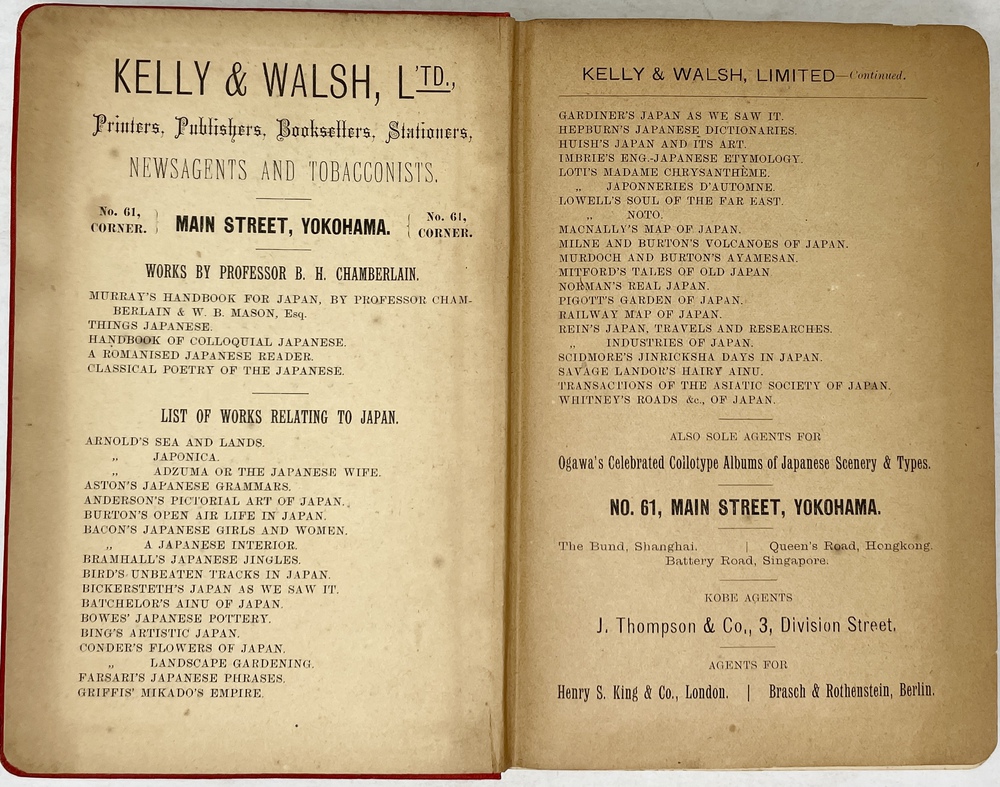 KELLY & WALSH, L'TD.,
Printers, Publishers, Booksellers, Stationers,
NEWSAGENTS AND TOBACCONISTS.
No. 61, CORNER. MAIN STREET, YOKOHAMA. No. 61, CORNER.
WORKS BY PROFESSOR B. H. CHAMBERLAIN.
MURRAY'S HANDBOOK FOR JAPAN, BY PROFESSOR CHAM-
BERLAIN & W. B. MASON, Esq.
THINGS JAPANESE.
HANDBOOK OF COLLOQUIAL JAPANESE.
A ROMANISED JAPANESE READER.
CLASSICAL POETRY OF THE JAPANESE.
LIST OF WORKS RELATING TO JAPAN.
ARNOLD'S SEA AND LANDS.
„ JAPONICA.
„ ADZUMA OR THE JAPANESE WIFE.
ASTON'S JAPANESE GRAMMARS.
ANDERSON'S PICTORIAL ART OF JAPAN.
BURTON'S OPEN AIR LIFE IN JAPAN.
BACON'S JAPANESE GIRLS AND WOMEN.
„ A JAPANESE INTERIOR.
BRAMHALL'S JAPANESE JINGLES.
BIRD'S UNBEATEN TRACKS IN JAPAN.
BICKERSTETH'S JAPAN AS WE SAW IT.
BATCHELOR'S AINU OF JAPAN.
BOWES' JAPANESE POTTERY.
BING'S ARTISTIC JAPAN.
CONDER'S FLOWERS OF JAPAN.
„ LANDSCAPE GARDENING.
FARSARI'S JAPANESE PHRASES.
GRIFFIS' MIKADO'S EMPIRE.
KELLY & WALSH, LIMITED—Continued.
GARDINER'S JAPAN AS WE SAW IT.
HEPBURN'S JAPANESE DICTIONARIES.
HUISH'S JAPAN AND ITS ART.
IMBRIE'S ENG.-JAPANESE ETYMOLOGY.
LOTI'S MADAME CHRYSANTHÈME.
„ JAPONNERIES D'AUTOMNE.
LOWELL'S SOUL OF THE FAR EAST.
„ NOTO.
MACNALLY'S MAP OF JAPAN.
MILNE AND BURTON'S VOLCANOES OF JAPAN.
MURDOCH AND BURTON'S AYAMESAN.
MITFORD'S TALES OF OLD JAPAN
NORMAN'S REAL JAPAN.
PIGOTT'S GARDEN OF JAPAN.
RAILWAY MAP OF JAPAN.
REIN'S JAPAN, TRAVELS AND RESEARCHES.
„ INDUSTRIES OF JAPAN.
SCIDMORE'S JINRICKSHA DAYS IN JAPAN.
SAVAGE LANDOR'S HAIRY AINU.
TRANSACTIONS OF THE ASIATIC SOCIETY OF JAPAN.
WHITNEY'S ROADS &c., OF JAPAN.
ALSO SOLE AGENTS FOR
Ogawa's Celebrated Collotype Albums of Japanese Scenery & Types.
NO. 61, MAIN STREET, YOKOHAMA.
The Bund, Shanghai. | Queen's Road, Hongkong.
Battery Road, Singapore.
KOBE AGENTS
J. Thompson & Co., 3, Division Street,
AGENTS FOR
Henry S. King & Co., London. | Brasch & Rothenstein, Berlin.